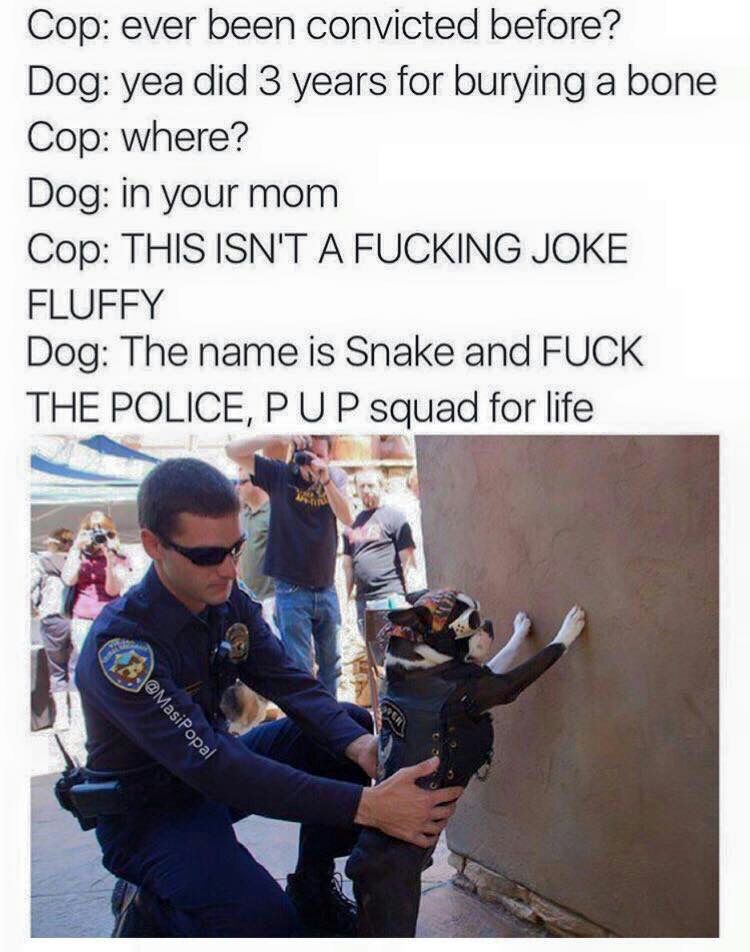 Cop: ever been convicted before?
Dog: yea did 3 years for burying a bone
Cop: where?
Dog: in your mom
Cop: THIS ISN'T A FUCKING JOKE
FLUFFY
Dog: The name is Snake and FUCK
THE POLICE, P U P squad for life
@MasiPopal